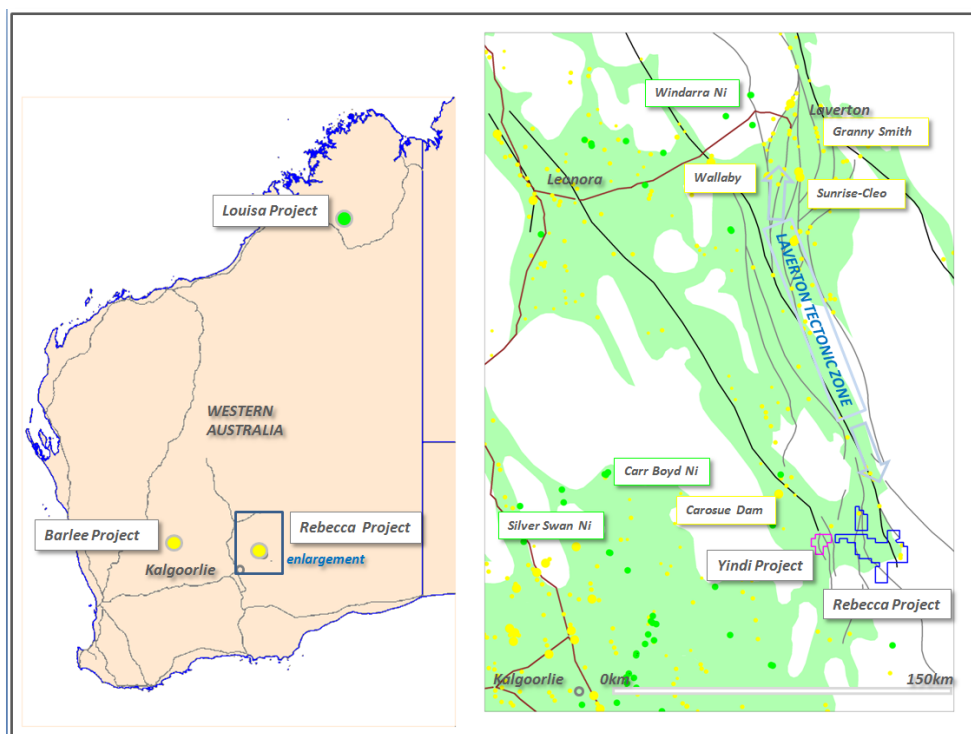 Louisa Project
WESTERN
AUSTRALIA
Barlee Project
Rebecca Project
Kalgoorlie
enlargement
Windarra Ni
Laverton
Granny Smith
Leonora
Wallaby
Sunrise-Cleo
LAVERTON TECTONIC ZONE
Carr Boyd Ni
Silver Swan Ni
Carosue Dam
Yindi Project
Rebecca Project
Kalgoorlie
0km
150km